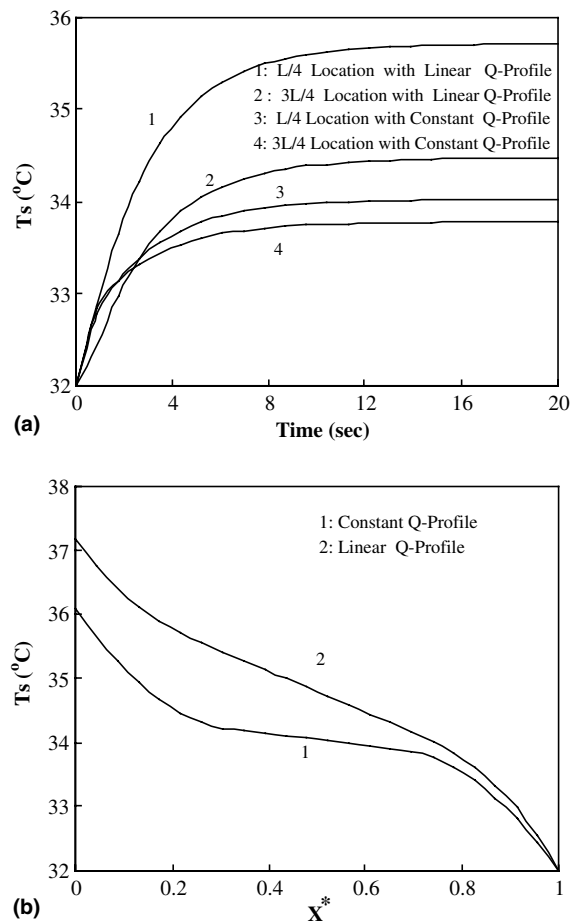 36
35
34
33
32
Ts (°C)
1: L/4 Location with Linear Q-Profile
2 : 3L/4 Location with Linear Q-Profile
3: L/4 Location with Constant Q-Profile
4: 3L/4 Location with Constant Q-Profile
1
2
3
4
0 4 8 12 16 20
(a)
Time (sec)
38
37
36
35
34
33
32
Ts (°C)
1: Constant Q-Profile
2: Linear Q-Profile
2
1
0 0.2 0.4 0.6 0.8 1
(b)
X*